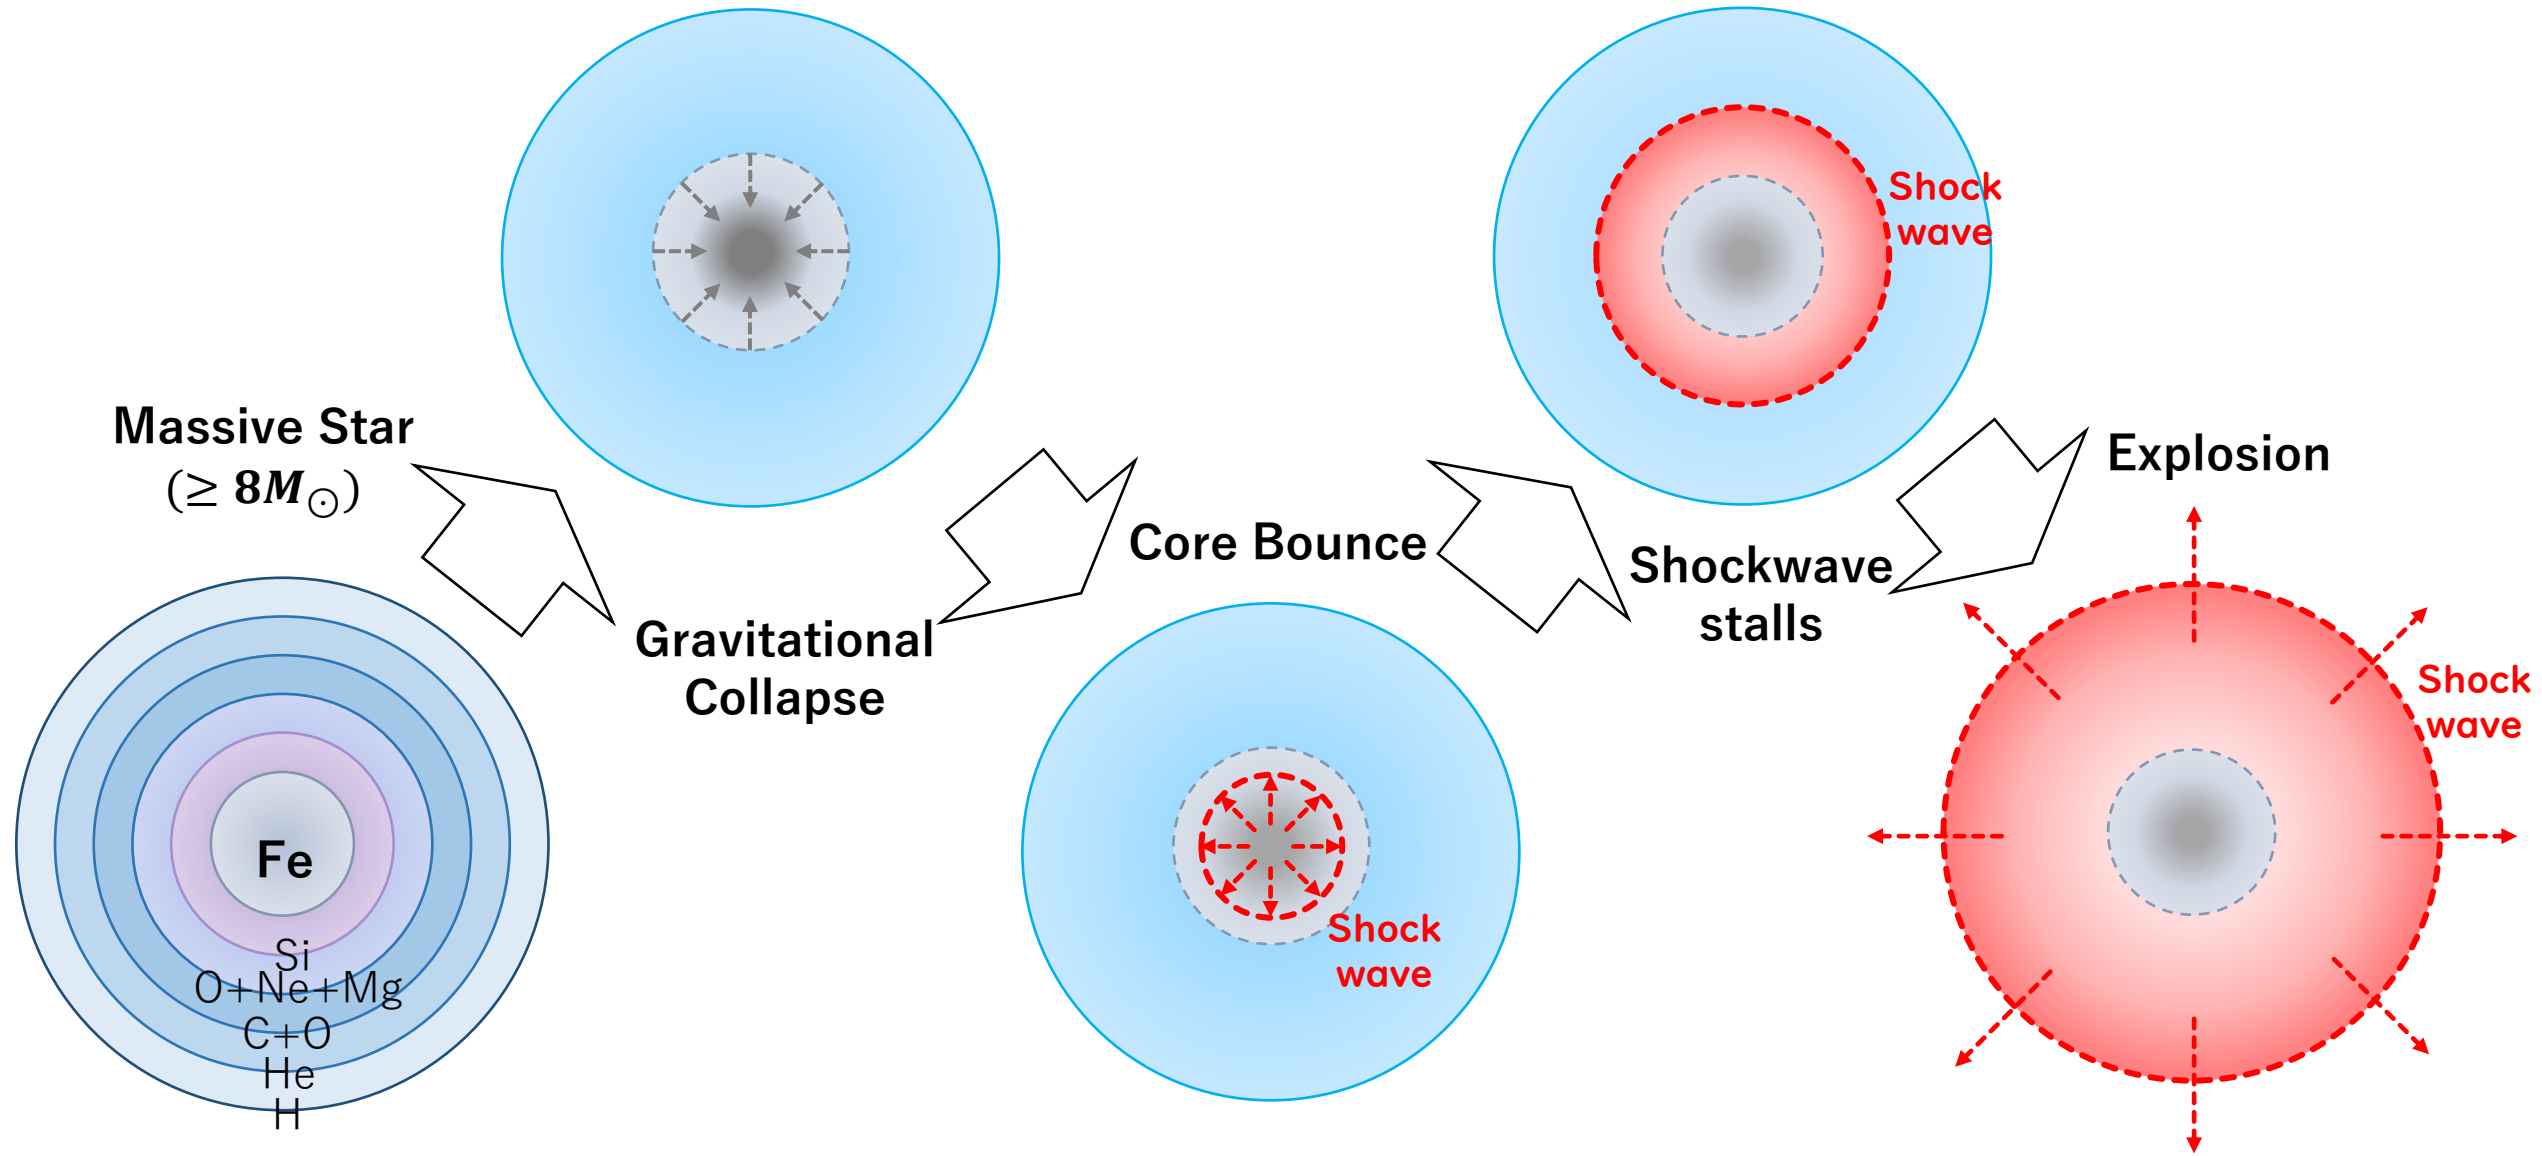 Massive Star
(≥ 8M⊙)
Fe
Si
O+Ne+Mg
C+O
He
H
Gravitational
Collapse
Core Bounce
Shock
wave
Shockwave
stalls
Shock
wave
Explosion
Shock
wave